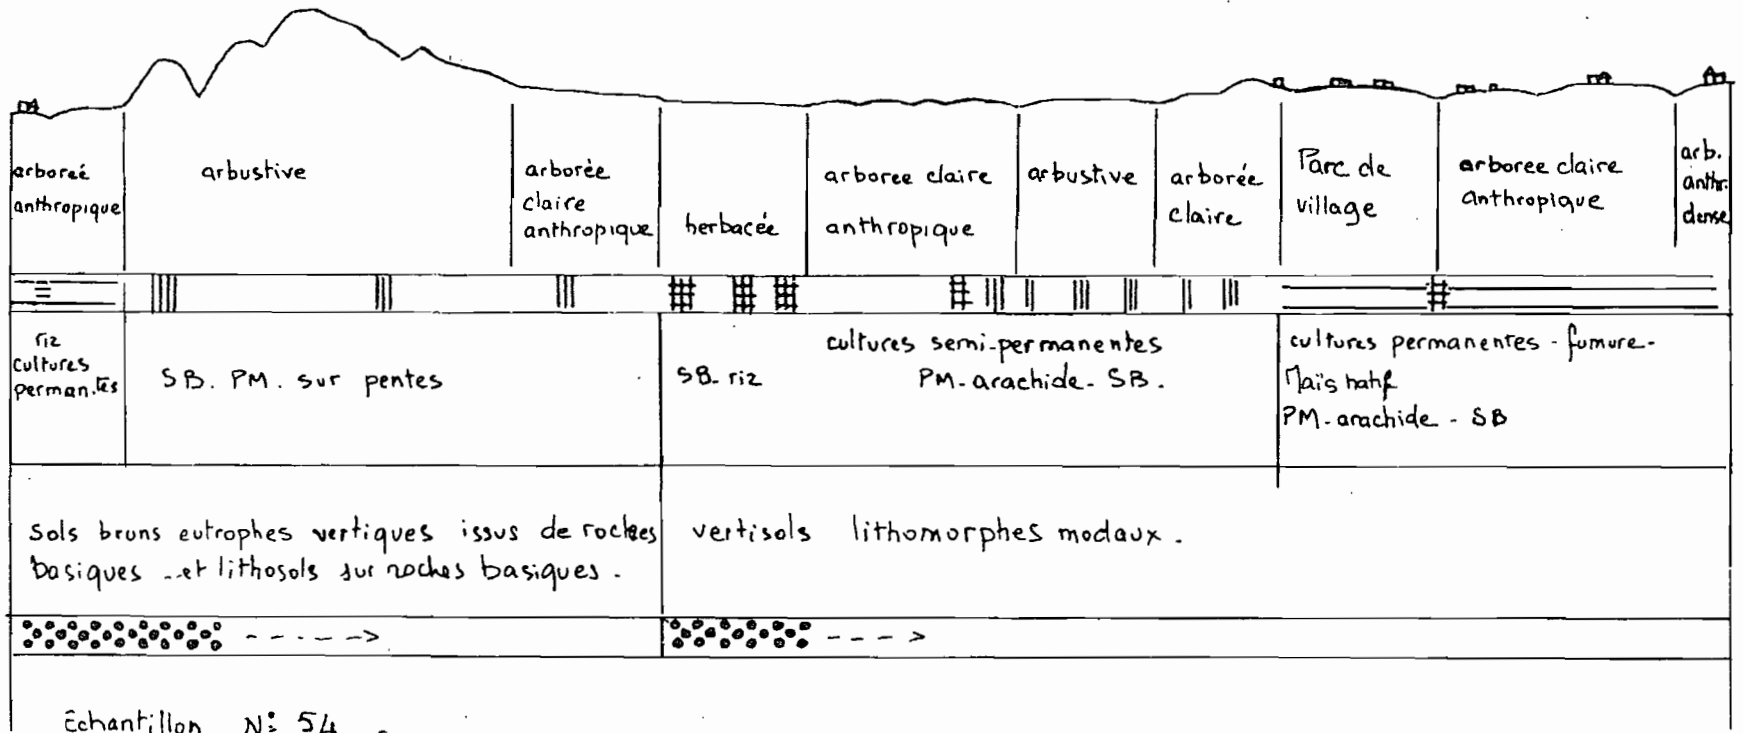 arboreé
anthropique
arbustive
arborèe
claire
anthropique
herbacée
arboree claire
anthropique
arbustive
arborée
claire
Parc de
village
arboree claire
anthropique
arb.
anthr.
dense
riz
cultures
perman.tes
SB. PM. sur pentes
SB. riz
cultures semi-permanentes
PM-arachide-SB.
cultures permanentes - fumure-
Maïs hatif
PM-arachide - SB
Sols bruns eutrophes vertiques issus de roches
basiques et lithosols sur roches basiques.
vertisols lithomorphes modaux.
Echantillon N: 54